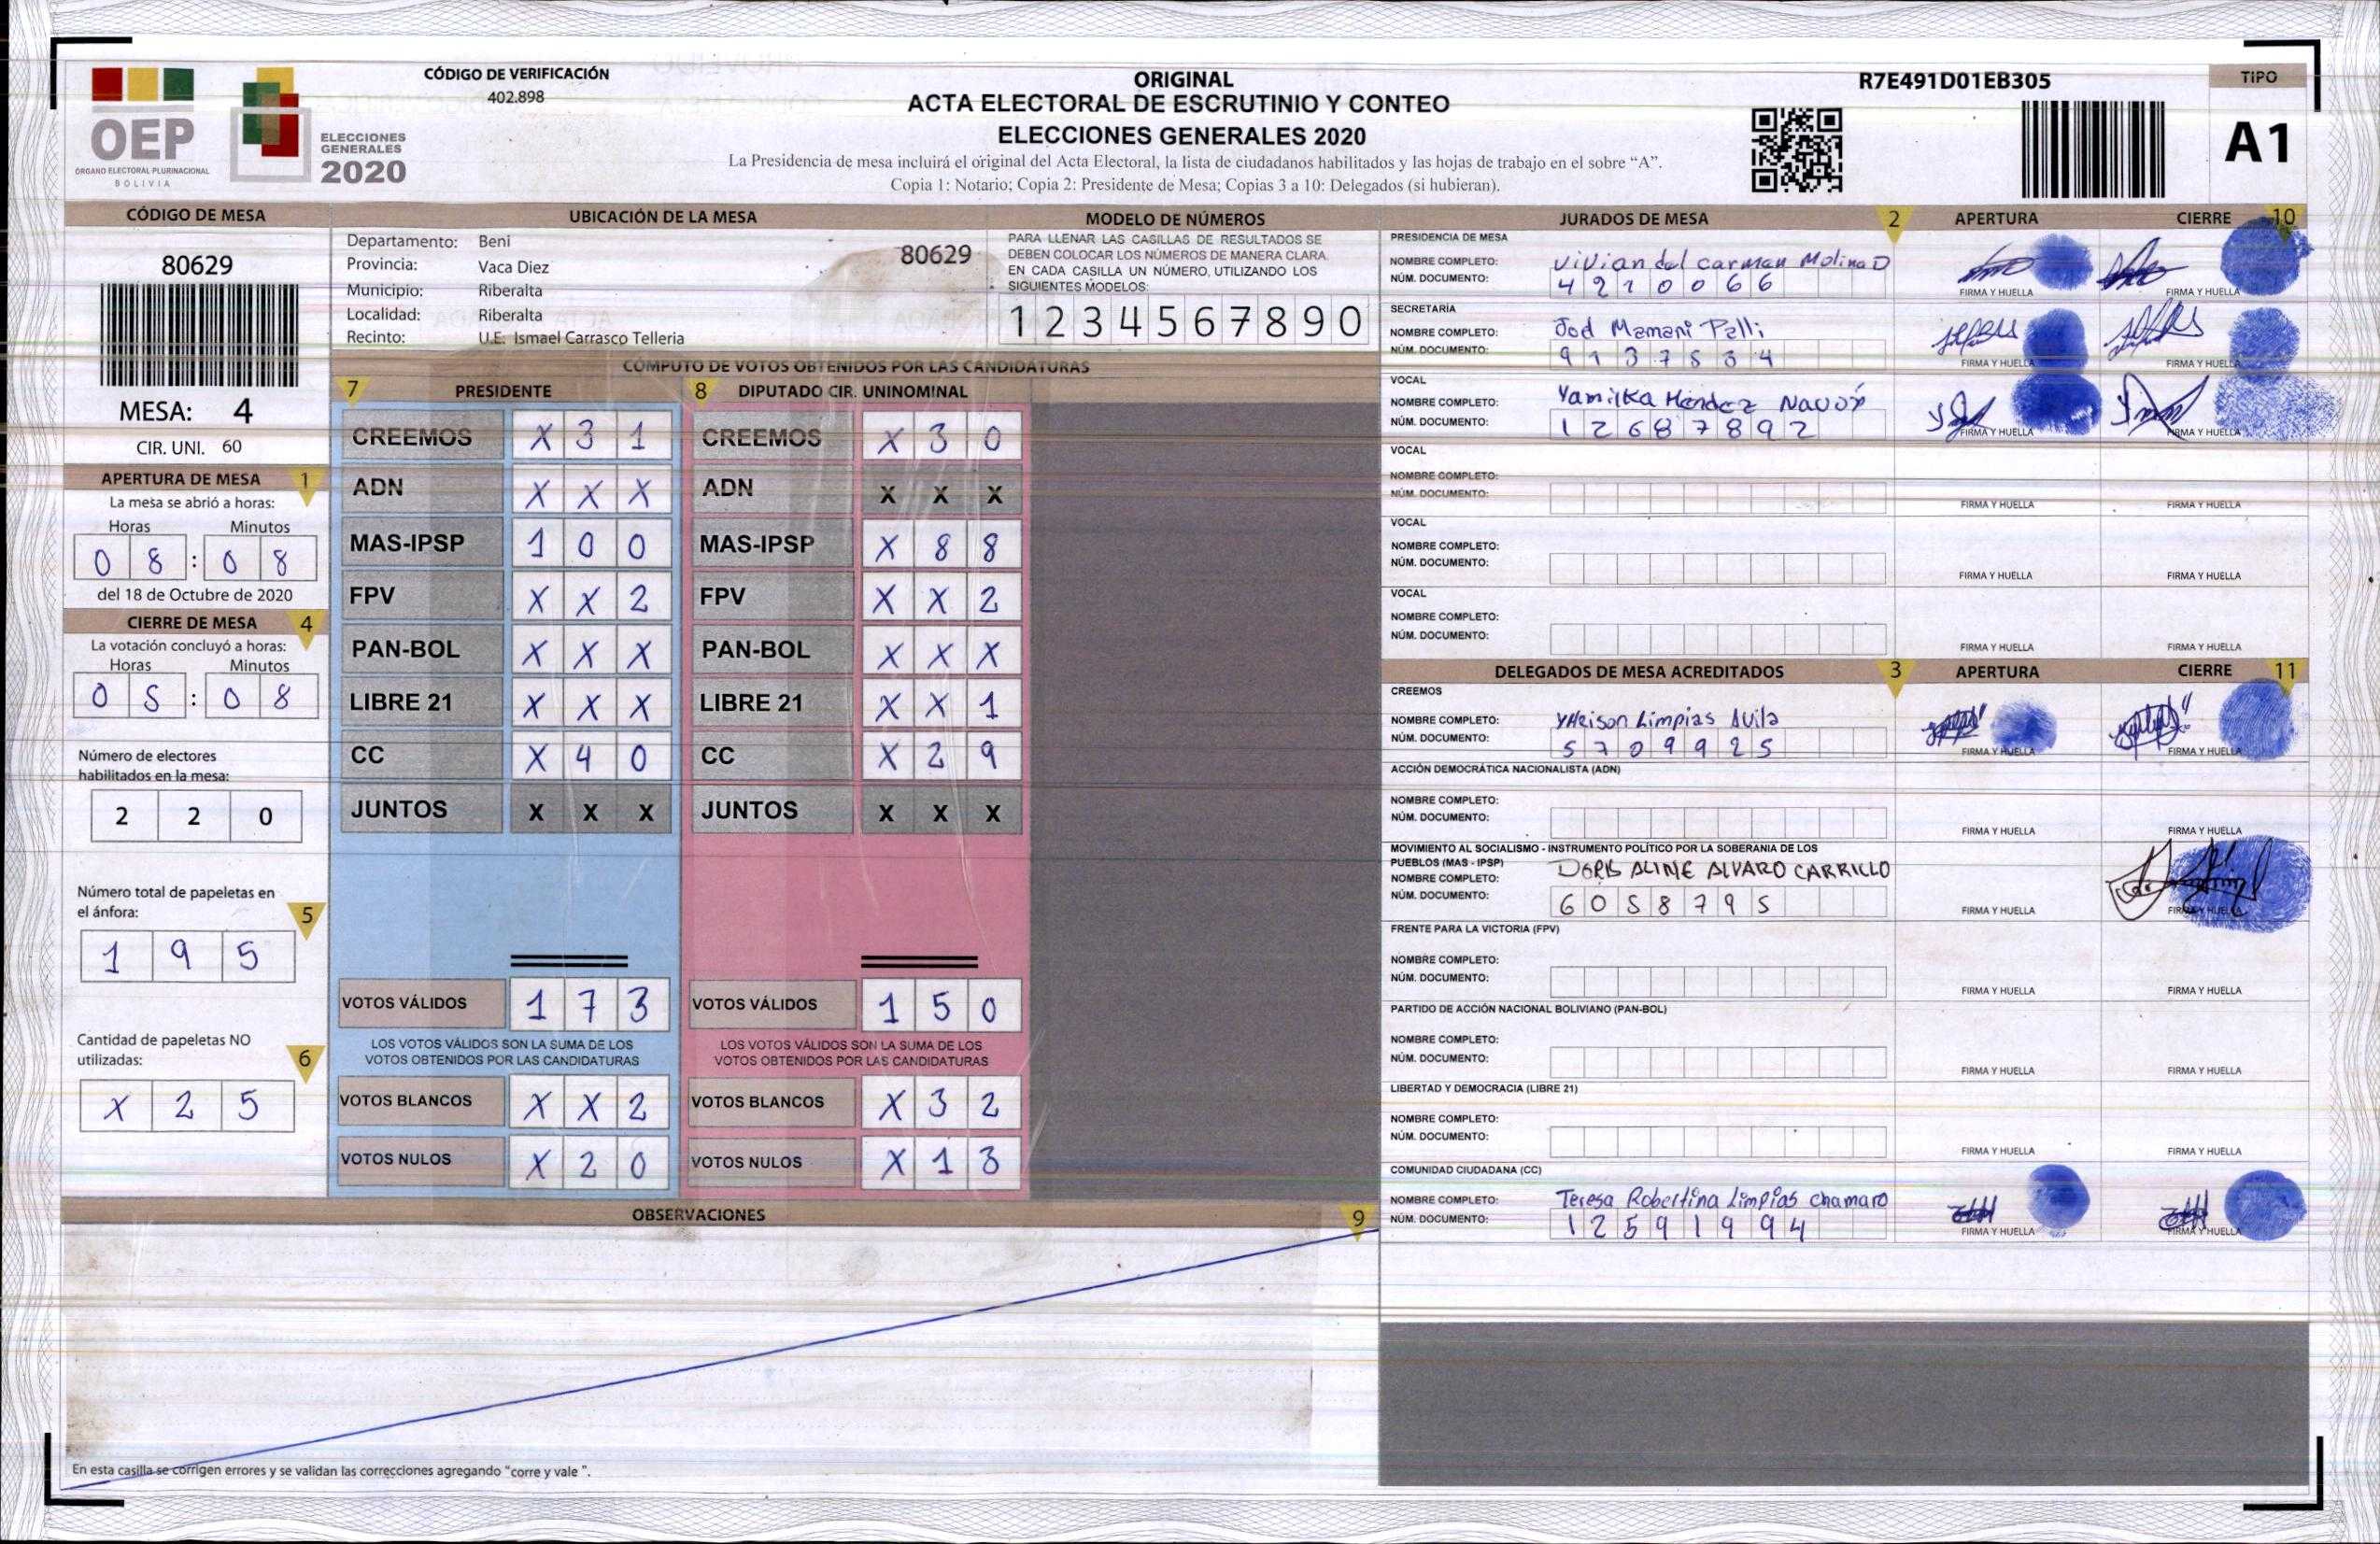 OEP
ÓRGANO ELECTORAL PLURINACIONAL
BOLIVIA
ELECCIONES
GENERALES
2020
CÓDIGO DE VERIFICACIÓN
402.898
ORIGINAL
ACTA ELECTORAL DE ESCRUTINIO Y CONTEO
ELECCIONES GENERALES 2020
La Presidencia de mesa incluirá el original del Acta Electoral, la lista de ciudadanos habilitados y las hojas de trabajo en el sobre “A”.
Copia 1: Notario; Copia 2: Presidente de Mesa; Copias 3 a 10: Delegados (si hubieran).
R7E491D01EB305
TIPO
A1
CÓDIGO DE MESA
80629
MESA: 4
CIR. UNI. 60
APERTURA DE MESA 1
La mesa se abrió a horas:
Horas Minutos
0 8 : 0 8
del 18 de Octubre de 2020
CIERRE DE MESA 4
La votación concluyó a horas:
Horas Minutos
0 5 : 0 8
Número de electores
habilitados en la mesa:
2 2 0
Número total de papeletas en
el ánfora: 5
1 9 5
Cantidad de papeletas NO
utilizadas: 6
X 2 5
UBICACIÓN DE LA MESA
Departamento: Beni
Provincia: Vaca Diez
Municipio: Riberalta
Localidad: Riberalta
Recinto: U.E. Ismael Carrasco Telleria
80629
MODELO DE NÚMEROS
PARA LLENAR LAS CASILLAS DE RESULTADOS SE
DEBEN COLOCAR LOS NÚMEROS DE MANERA CLARA
EN CADA CASILLA UN NÚMERO, UTILIZANDO LOS
SIGUIENTES MODELOS:
1 2 3 4 5 6 7 8 9 0
CÓMPUTO DE VOTOS OBTENIDOS POR LAS CANDIDATURAS
7 PRESIDENTE
CREEMOS X 3 1
ADN X X X
MAS-IPSP 1 0 0
FPV X X 2
PAN-BOL X X X
LIBRE 21 X X X
CC X 4 0
JUNTOS X X X
VOTOS VÁLIDOS 1 7 3
LOS VOTOS VÁLIDOS SON LA SUMA DE LOS
VOTOS OBTENIDOS POR LAS CANDIDATURAS
VOTOS BLANCOS X X 2
VOTOS NULOS X 2 0
8 DIPUTADO CIR. UNINOMINAL
CREEMOS X 3 0
ADN X X X
MAS-IPSP X 8 8
FPV X X 2
PAN-BOL X X X
LIBRE 21 X X 1
CC X 2 9
JUNTOS X X X
VOTOS VÁLIDOS 1 5 0
LOS VOTOS VÁLIDOS SON LA SUMA DE LOS
VOTOS OBTENIDOS POR LAS CANDIDATURAS
VOTOS BLANCOS X 3 2
VOTOS NULOS X 1 3
OBSERVACIONES 9
En esta casilla se corrigen errores y se validan las correcciones agregando “corre y vale ”.
JURADOS DE MESA 2 APERTURA CIERRE 10
PRESIDENCIA DE MESA
NOMBRE COMPLETO: Vivian del carmen Molina D
NÚM. DOCUMENTO: 4 2 1 0 0 6 6
FIRMA Y HUELLA FIRMA Y HUELLA
SECRETARÍA
NOMBRE COMPLETO: Jod Mamani Palli
NÚM. DOCUMENTO: 9 1 3 7 5 3 4
FIRMA Y HUELLA FIRMA Y HUELLA
VOCAL
NOMBRE COMPLETO: Yamilka Méndez
NÚM. DOCUMENTO: 1 2 6 8 7 8 9 2
FIRMA Y HUELLA FIRMA Y HUELLA
VOCAL
NOMBRE COMPLETO:
NÚM. DOCUMENTO:
FIRMA Y HUELLA FIRMA Y HUELLA
VOCAL
NOMBRE COMPLETO:
NÚM. DOCUMENTO:
FIRMA Y HUELLA FIRMA Y HUELLA
VOCAL
NOMBRE COMPLETO:
NÚM. DOCUMENTO:
FIRMA Y HUELLA FIRMA Y HUELLA
DELEGADOS DE MESA ACREDITADOS 3 APERTURA CIERRE 11
CREEMOS
NOMBRE COMPLETO: Yheison Limpias Avila
NÚM. DOCUMENTO: 5 7 0 9 9 2 5
FIRMA Y HUELLA FIRMA Y HUELLA
ACCIÓN DEMOCRÁTICA NACIONALISTA (ADN)
NOMBRE COMPLETO:
NÚM. DOCUMENTO:
FIRMA Y HUELLA FIRMA Y HUELLA
MOVIMIENTO AL SOCIALISMO - INSTRUMENTO POLÍTICO POR LA SOBERANIA DE LOS
PUEBLOS (MAS - IPSP)
NOMBRE COMPLETO: DORIS ALINE ALVARO CARRILLO
NÚM. DOCUMENTO: 6 0 5 8 7 9 5
FIRMA Y HUELLA FIRMA Y HUELLA
FRENTE PARA LA VICTORIA (FPV)
NOMBRE COMPLETO:
NÚM. DOCUMENTO:
FIRMA Y HUELLA FIRMA Y HUELLA
PARTIDO DE ACCIÓN NACIONAL BOLIVIANO (PAN-BOL)
NOMBRE COMPLETO:
NÚM. DOCUMENTO:
FIRMA Y HUELLA FIRMA Y HUELLA
LIBERTAD Y DEMOCRACIA (LIBRE 21)
NOMBRE COMPLETO:
NÚM. DOCUMENTO:
FIRMA Y HUELLA FIRMA Y HUELLA
COMUNIDAD CIUDADANA (CC)
NOMBRE COMPLETO: Teresa Robertina Limpias chamaro
NÚM. DOCUMENTO: 1 2 5 9 1 9 9 4
FIRMA Y HUELLA FIRMA Y HUELLA